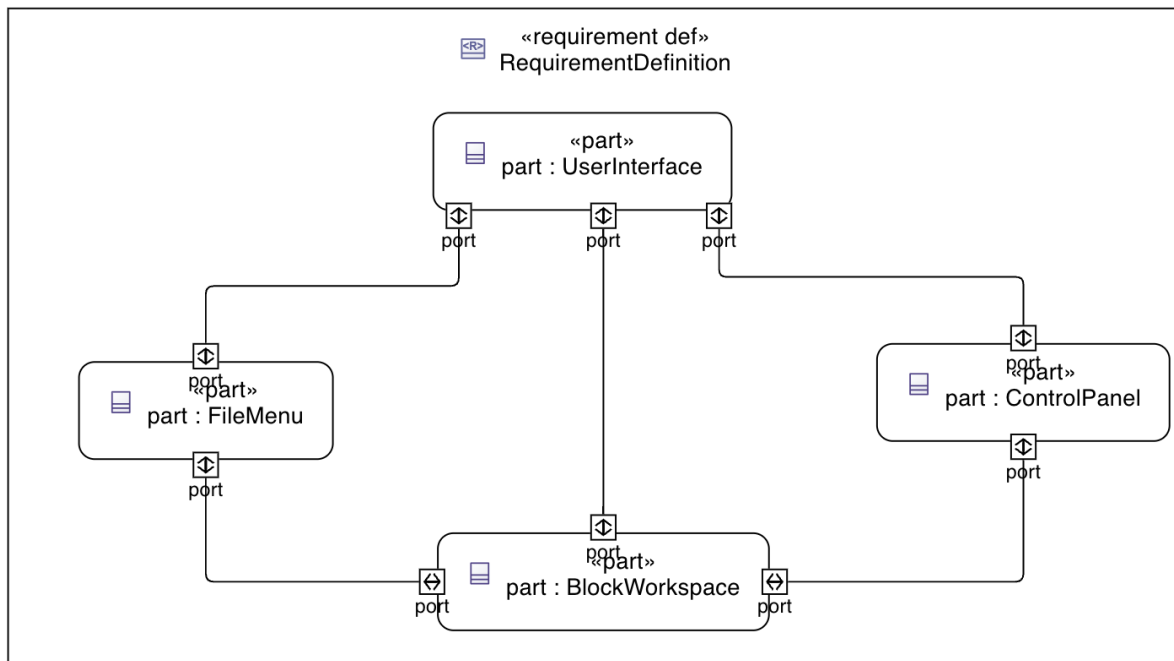 «requirement def»
<R>
RequirementDefinition
«part»
part : UserInterface
port
port
port
port
«part»
part : FileMenu
port
port
«part»
part : ControlPanel
port
port
«part»
part : BlockWorkspace
port
port